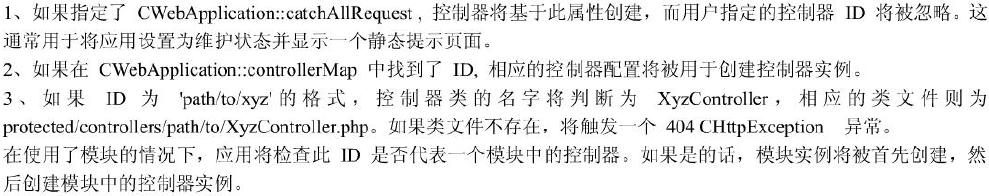 1、如果指定了 CWebApplication::catchAllRequest , 控制器将基于此属性创建，而用户指定的控制器 ID 将被忽略。这
通常用于将应用设置为维护状态并显示一个静态提示页面。
2、如果在 CWebApplication::controllerMap 中找到了 ID, 相应的控制器配置将被用于创建控制器实例。
3、如果 ID 为 'path/to/xyz' 的格式，控制器类的名字将判断为 XyzController，相应的类文件则为
protected/controllers/path/to/XyzController.php。如果类文件不存在，将触发一个 404 CHttpException 异常。
在使用了模块的情况下，应用将检查此 ID 是否代表一个模块中的控制器。如果是的话，模块实例将被首先创建，然
后创建模块中的控制器实例。